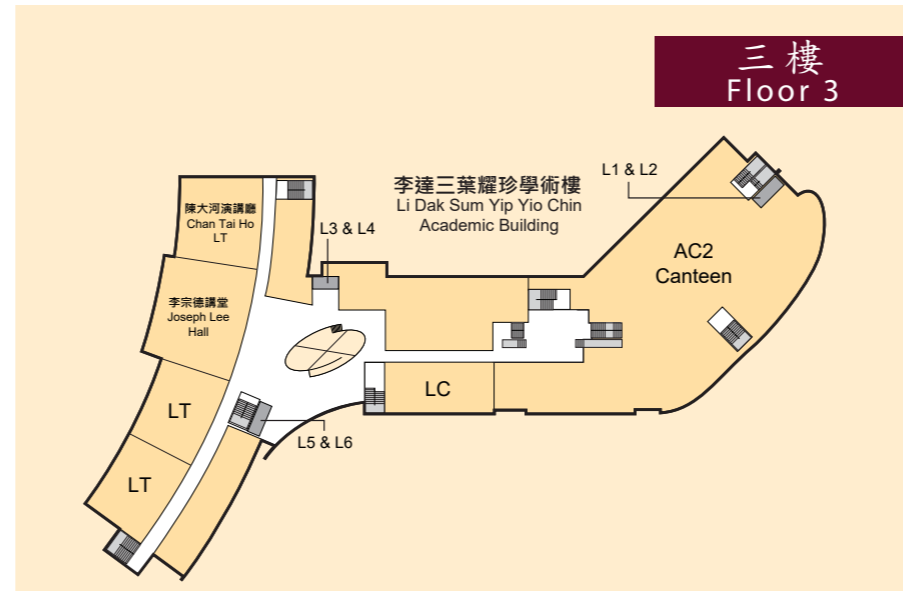 三樓
Floor 3
李達三葉耀珍學術樓
Li Dak Sum Yip Yio Chin
Academic Building
L1 & L2
陳大河演講廳
Chan Tai Ho
LT
L3 & L4
AC2
Canteen
李宗德講堂
Joseph Lee
Hall
LT
LC
L5 & L6
LT